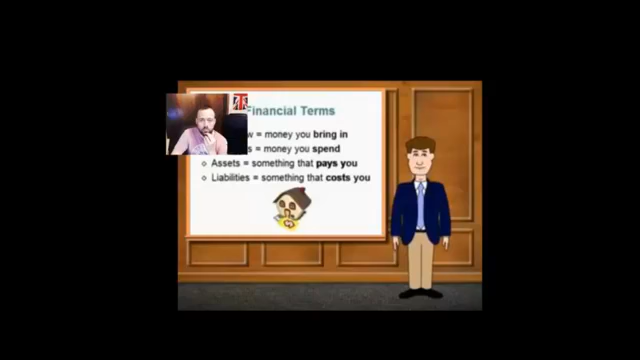 Financial Terms
= money you bring in
= money you spend
Assets = something that pays you
Liabilities = something that costs you